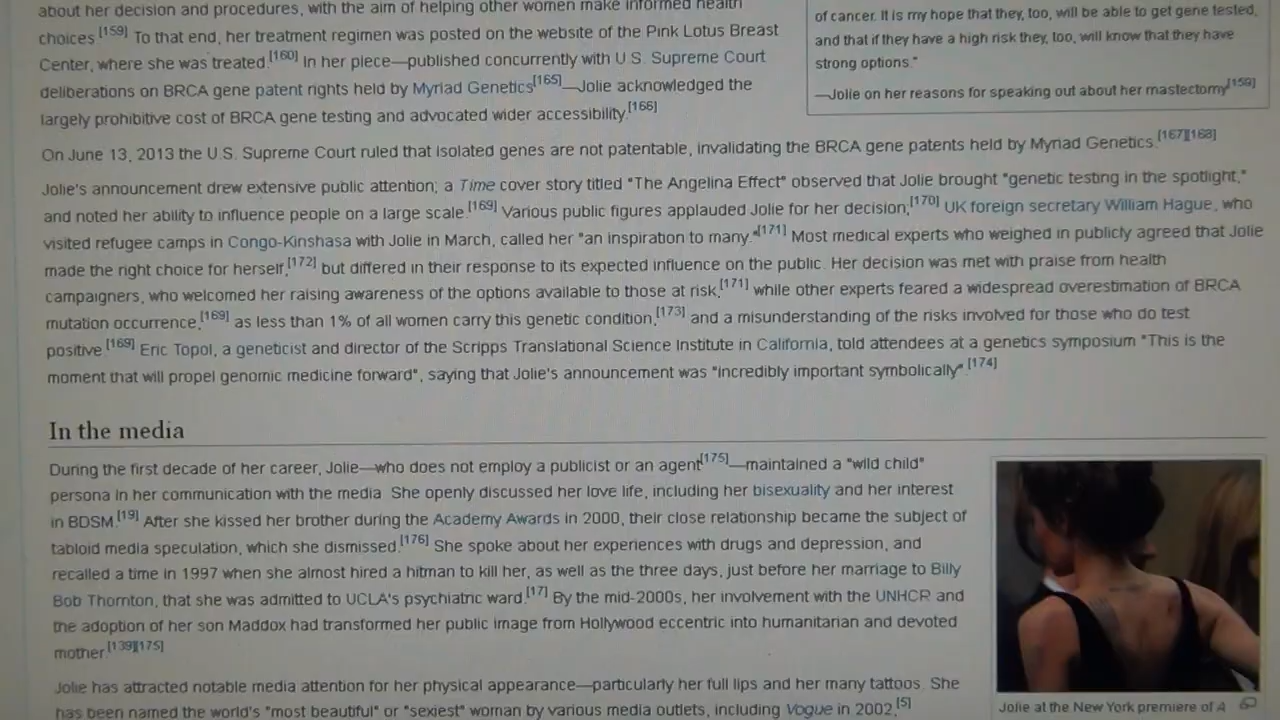 about her decision and procedures, with the aim of helping other women make informed health
choices.[159] To that end, her treatment regimen was posted on the website of the Pink Lotus Breast
Center, where she was treated.[160] In her piece—published concurrently with U.S. Supreme Court
deliberations on BRCA gene patent rights held by Myriad Genetics[165]—Jolie acknowledged the
largely prohibitive cost of BRCA gene testing and advocated wider accessibility.[166]
of cancer. It is my hope that they, too, will be able to get gene tested,
and that if they have a high risk they, too, will know that they have
strong options."
—Jolie on her reasons for speaking out about her mastectomy[159]
On June 13, 2013 the U.S. Supreme Court ruled that isolated genes are not patentable, invalidating the BRCA gene patents held by Myriad Genetics.[167][168]
Jolie's announcement drew extensive public attention; a Time cover story titled "The Angelina Effect" observed that Jolie brought "genetic testing in the spotlight,"
and noted her ability to influence people on a large scale.[169] Various public figures applauded Jolie for her decision;[170] UK foreign secretary William Hague, who
visited refugee camps in Congo-Kinshasa with Jolie in March, called her "an inspiration to many."[171] Most medical experts who weighed in publicly agreed that Jolie
made the right choice for herself,[172] but differed in their response to its expected influence on the public. Her decision was met with praise from health
campaigners, who welcomed her raising awareness of the options available to those at risk,[171] while other experts feared a widespread overestimation of BRCA
mutation occurrence,[169] as less than 1% of all women carry this genetic condition,[173] and a misunderstanding of the risks involved for those who do test
positive.[169] Eric Topol, a geneticist and director of the Scripps Translational Science Institute in California, told attendees at a genetics symposium "This is the
moment that will propel genomic medicine forward", saying that Jolie's announcement was "incredibly important symbolically".[174]
In the media
During the first decade of her career, Jolie—who does not employ a publicist or an agent[175]—maintained a "wild child"
persona in her communication with the media. She openly discussed her love life, including her bisexuality and her interest
in BDSM.[19] After she kissed her brother during the Academy Awards in 2000, their close relationship became the subject of
tabloid media speculation, which she dismissed.[176] She spoke about her experiences with drugs and depression, and
recalled a time in 1997 when she almost hired a hitman to kill her, as well as the three days, just before her marriage to Billy
Bob Thornton, that she was admitted to UCLA's psychiatric ward.[17] By the mid-2000s, her involvement with the UNHCR and
the adoption of her son Maddox had transformed her public image from Hollywood eccentric into humanitarian and devoted
mother.[139][175]
Jolie has attracted notable media attention for her physical appearance—particularly her full lips and her many tattoos. She
has been named the world's "most beautiful" or "sexiest" woman by various media outlets, including Vogue in 2002,[5]
Jolie at the New York premiere of A